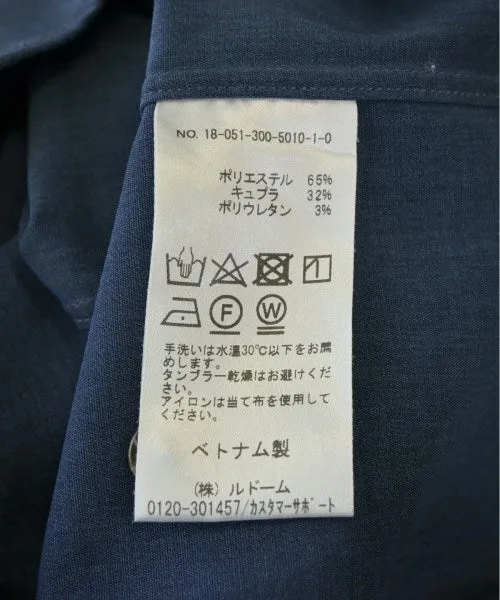 NO. 18-051-300-5010-1-0
ポリエステル 65%
キュプラ 32%
ポリウレタン 3%
F W
手洗いは水温30℃以下をお薦
めします。
タンブラー乾燥はお避けくださ
い。
アイロンは当て布を使用して
ください。
ベトナム製
(株) ルドーム
0120-301457/カスタマーサポート